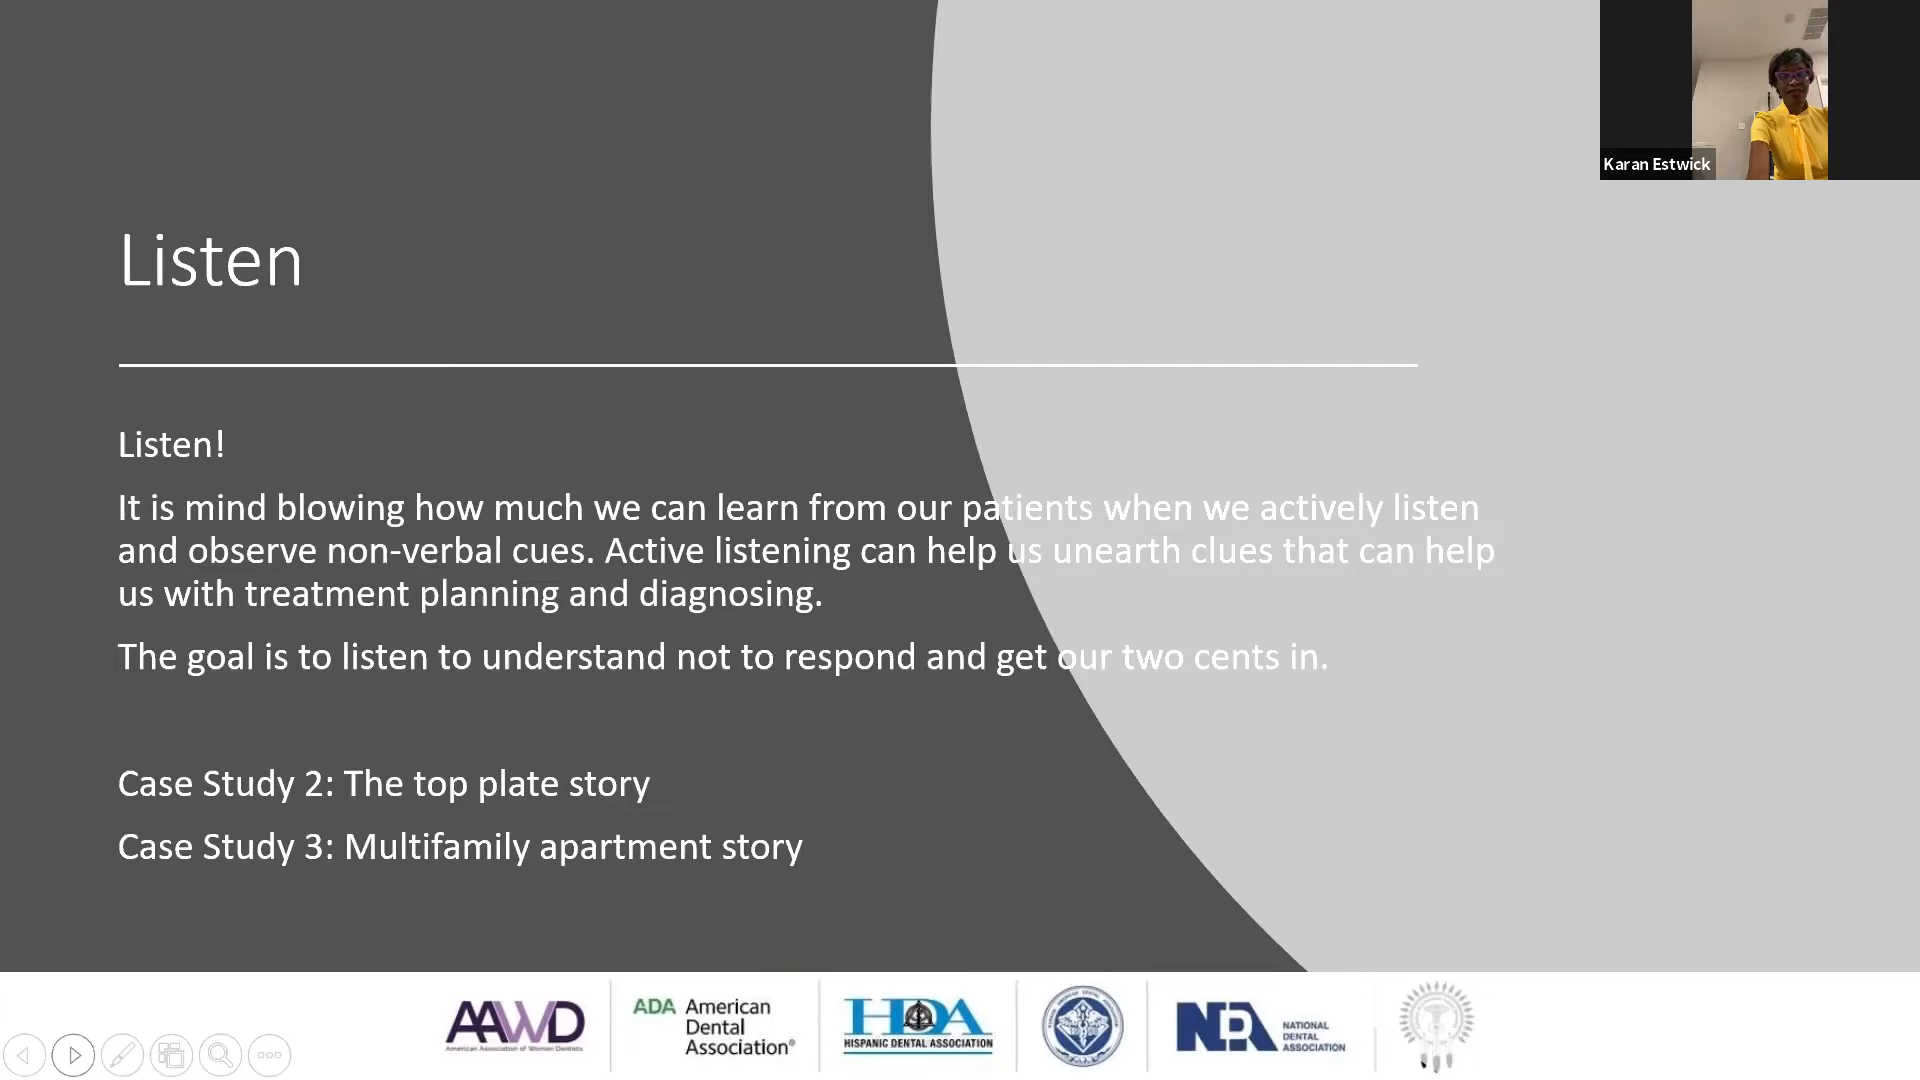 Karan Estwick
Listen
Listen!
It is mind blowing how much we can learn from our patients when we actively listen
and observe non-verbal cues. Active listening can help us unearth clues that can help
us with treatment planning and diagnosing.
The goal is to listen to understand not to respond and get our two cents in.
Case Study 2: The top plate story
Case Study 3: Multifamily apartment story
AAWD
American Association of Women Dentists
ADA American
Dental
Association®
HDA
HISPANIC DENTAL ASSOCIATION
NDA
NATIONAL
DENTAL
ASSOCIATION